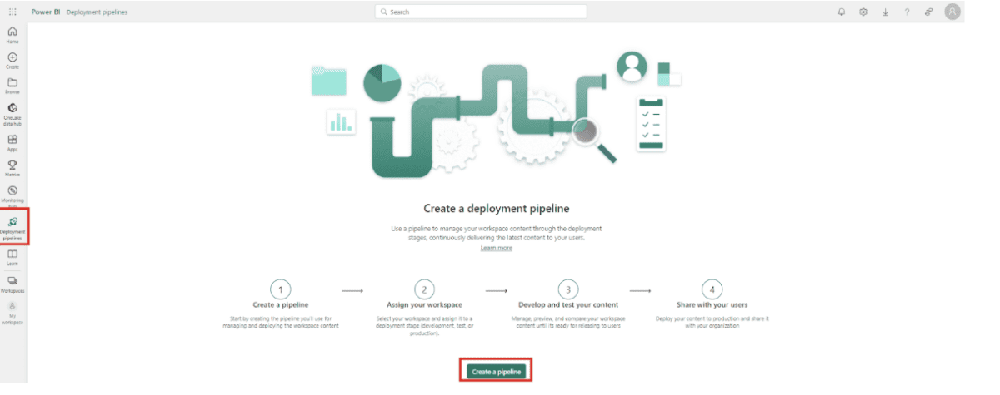 Power BI Deployment pipelines
Search
Home
Create
Browse
OneLake
data hub
Apps
Metrics
Monitoring
Deployment
pipelines
Learn
Workspaces
My
workspace
Create a deployment pipeline
Use a pipeline to manage your workspace content through the deployment
stages, continuously delivering the latest content to your users.
Learn more
1
2
3
4
Create a pipeline
Assign your workspace
Develop and test your content
Share with your users
Start by creating the pipeline you'll use for
managing and deploying the workspace content
Select your workspace and assign it to a
deployment stage (development, test, or
production).
Manage, preview, and compare your workspace
content until its ready for releasing to users
Deploy your content to production and share it
with your organization
Create a pipeline